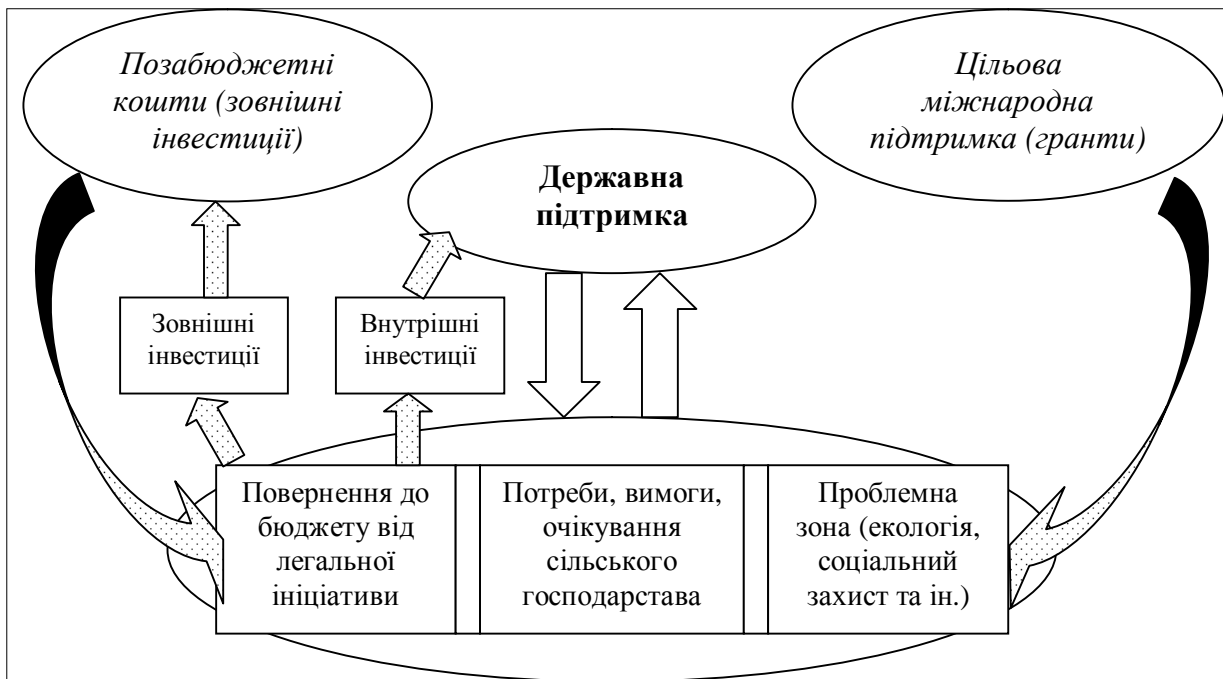 Позабюджетні
кошти (зовнішні
інвестиції)
Цільова
міжнародна
підтримка (гранти)
Державна
підтримка
Зовнішні
інвестиції
Внутрішні
інвестиції
Повернення до
бюджету від
легальної
ініціативи
Потреби, вимоги,
очікування
сільського
господарстава
Проблемна
зона (екологія,
соціальний
захист та ін.)